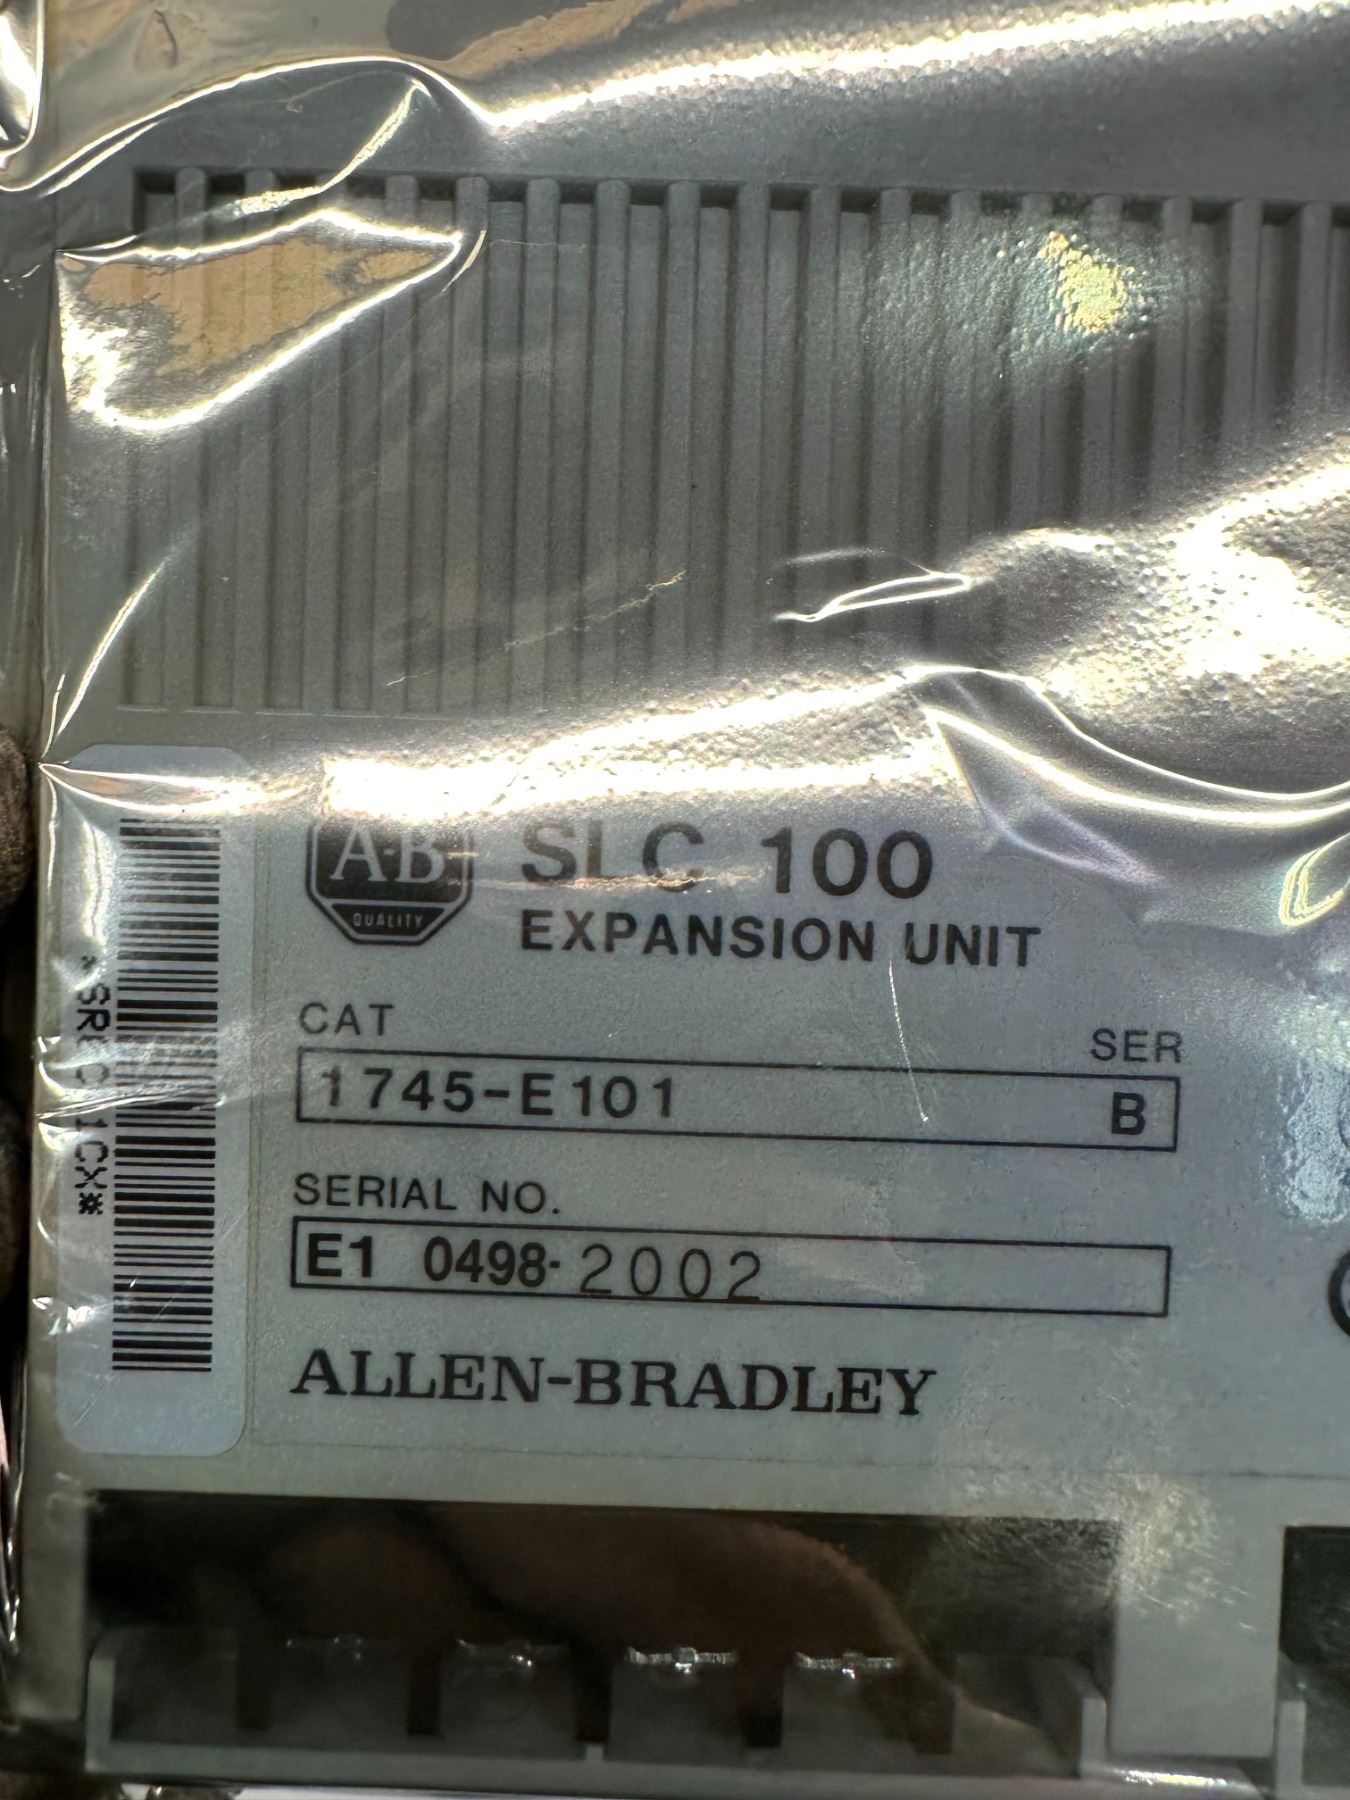 A-B
QUALITY
SLC 100
EXPANSION UNIT
CAT
SER
1745-E101
B
SERIAL NO.
E1 0498-2002
ALLEN-BRADLEY